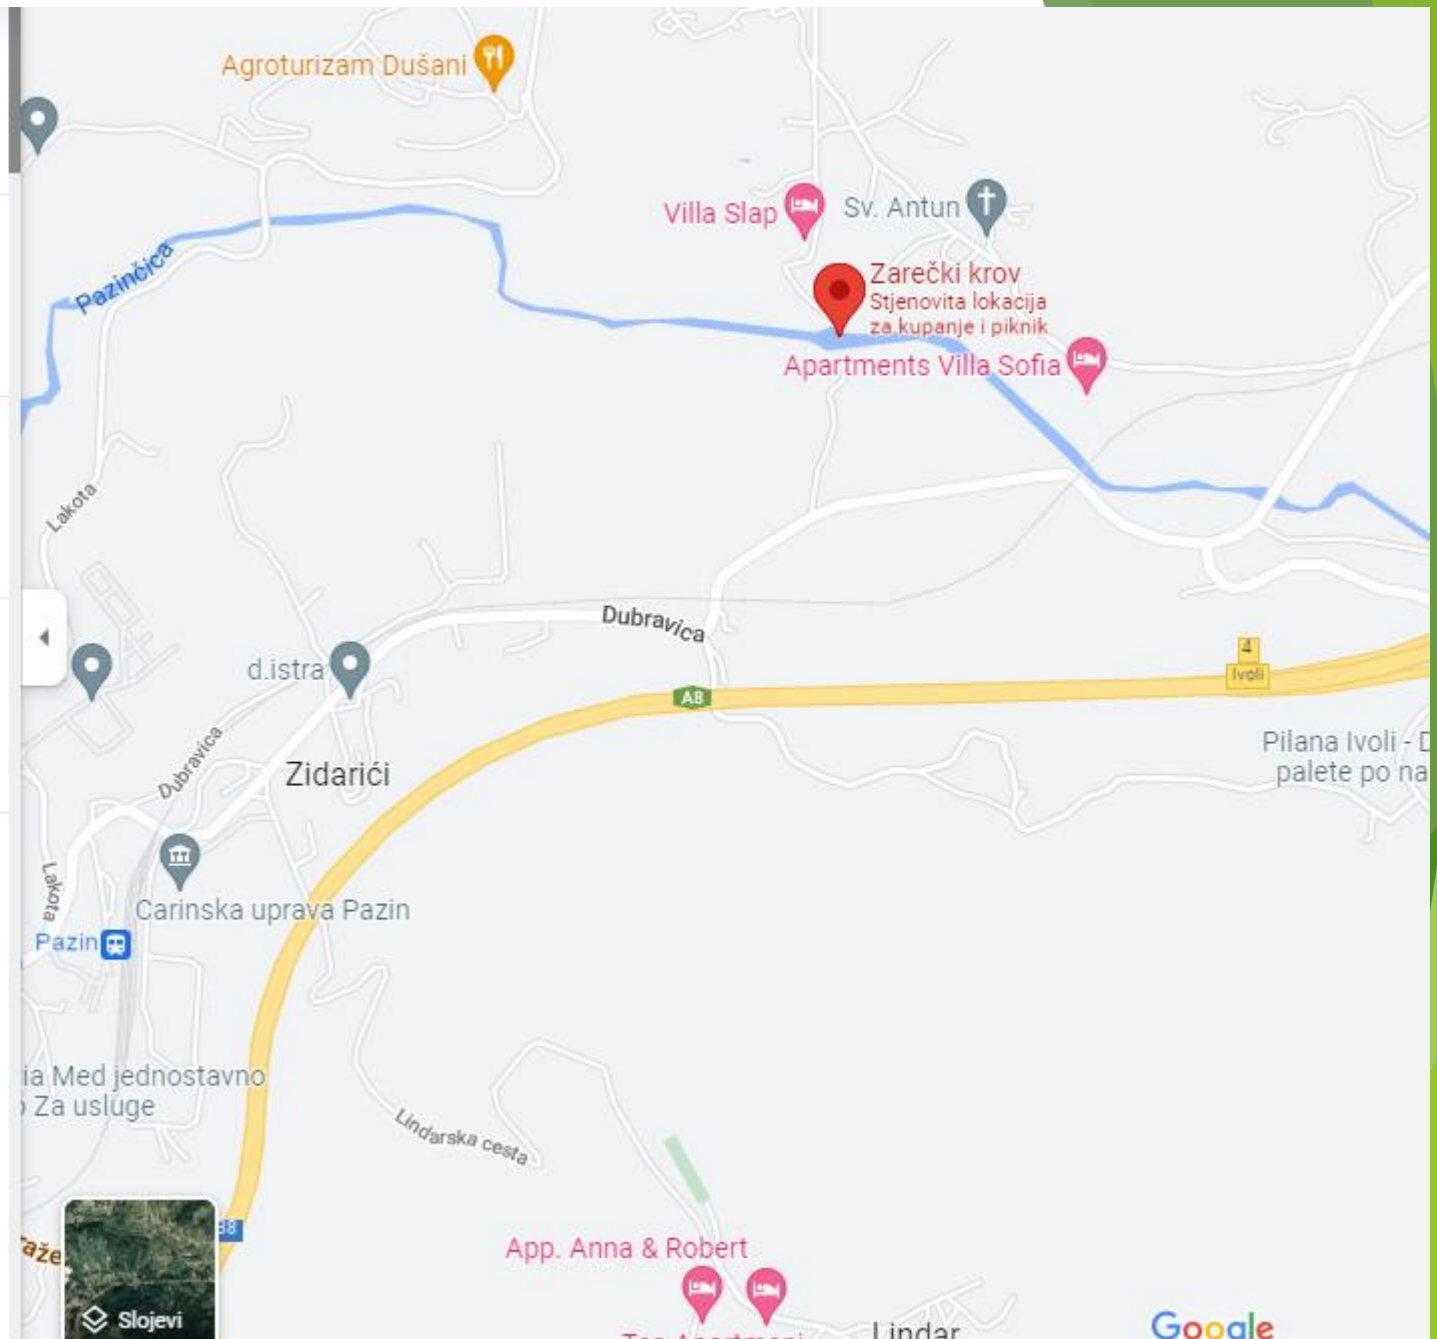 Agroturizam Dušani
Villa Slap
Sv. Antun
Pazinčica
Zarečki krov
Stjenovita lokacija
za kupanje i piknik
Apartments Villa Sofia
Lakota
Dubravica
d.istra
A8
4
Ivoli
Dubravica
Zidarići
Pilana Ivoli -
palete po na
Lakota
Carinska uprava Pazin
Pazin
ia Med jednostavno
Za usluge
Lindarska cesta
App. Anna & Robert
Slojevi
Lindar
Google